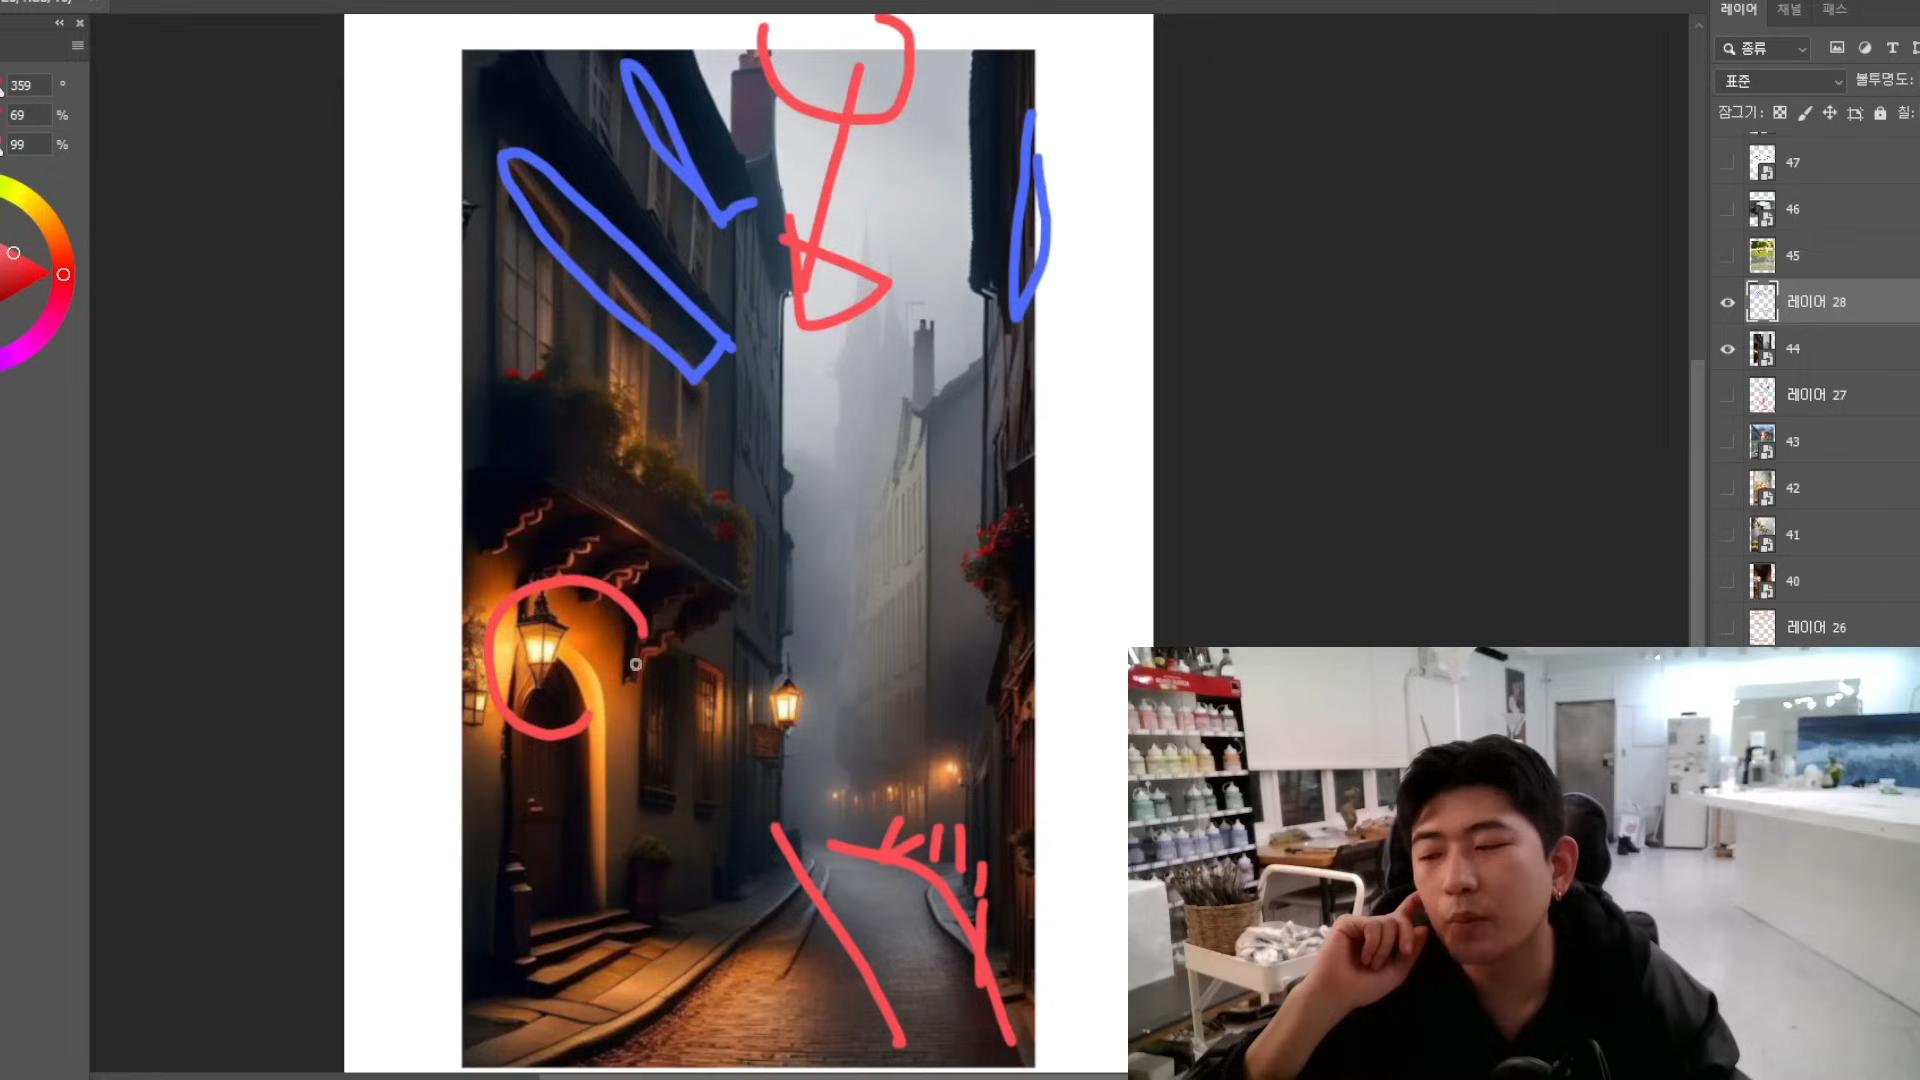 359 °
69 %
99 %
레이어 채널 패스
종류 T
표준 불투명도:
잠그기: 칠:
47
46
45
레이어 28
44
레이어 27
43
42
41
40
레이어 26